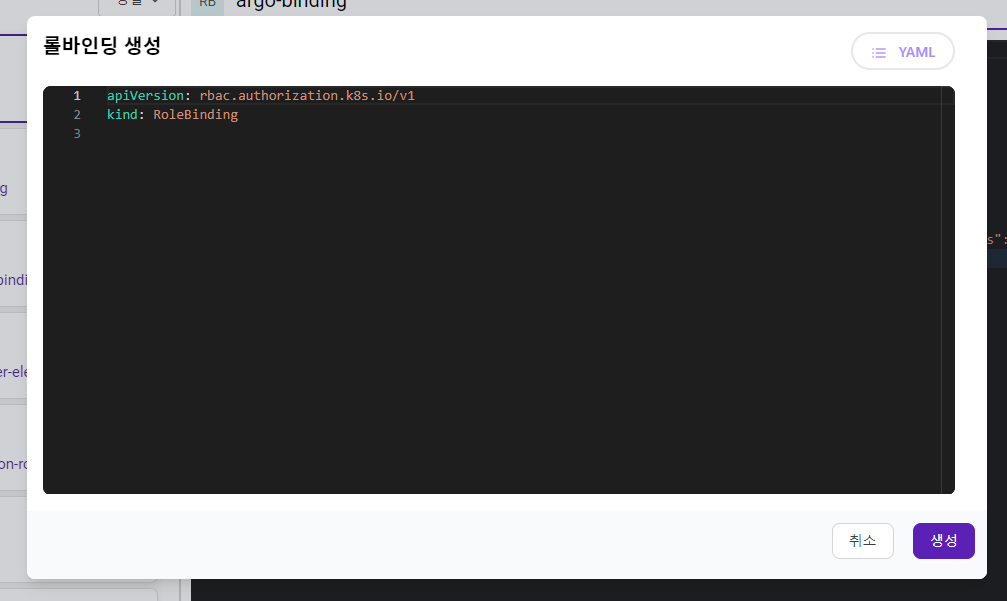 RB argo-binding
롤바인딩 생성
YAML
1 apiVersion: rbac.authorization.k8s.io/v1
2 kind: RoleBinding
3
g
bindi
er-ele
on-ro
s":
취소
생성